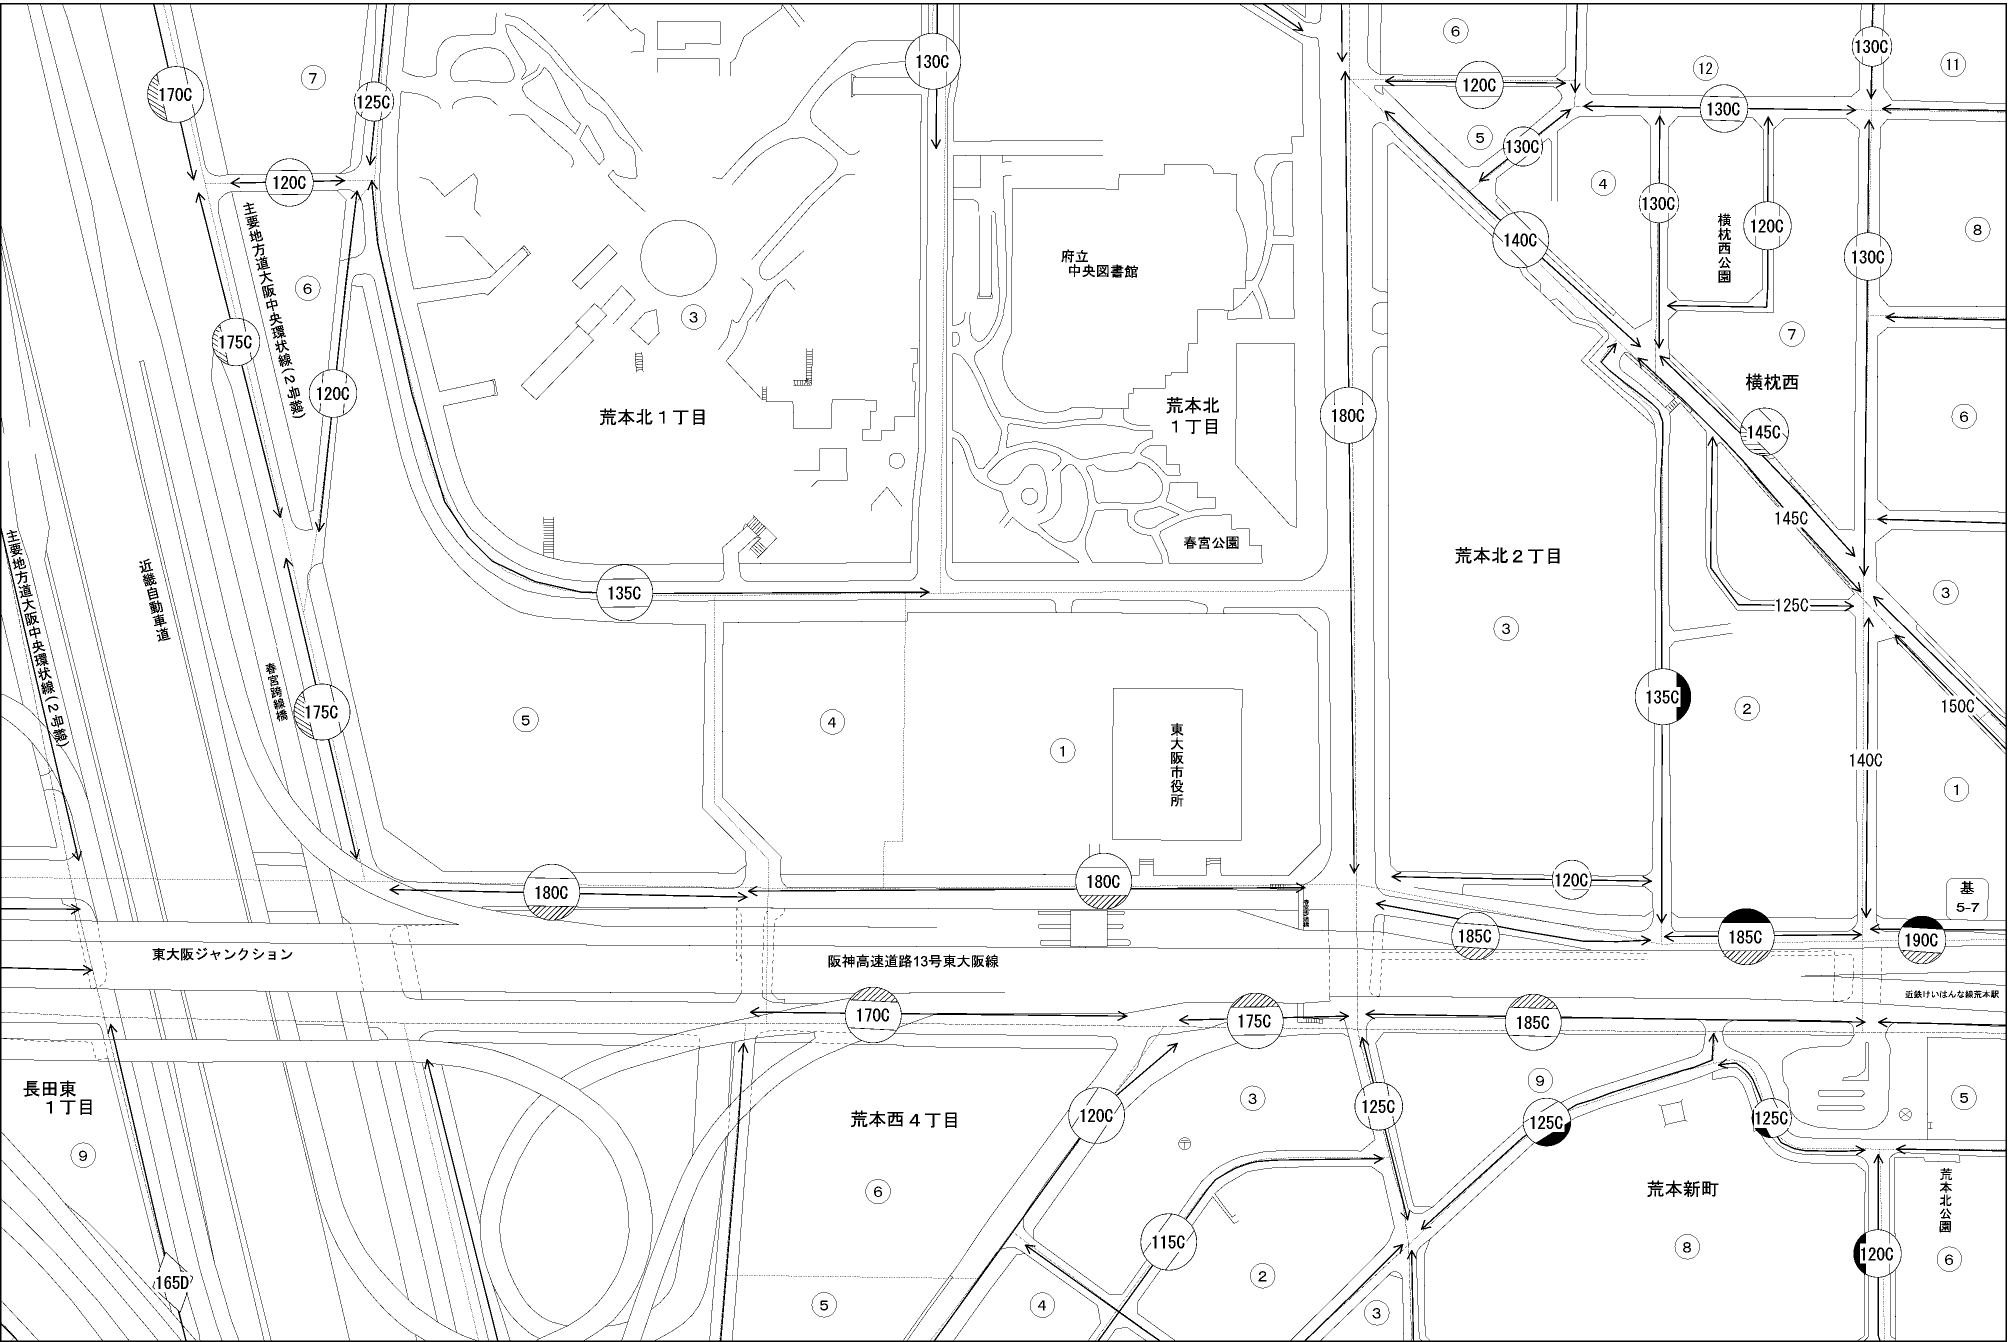 130C
6
130C
11
12
170C
7
125C
120C
130C
5
130C
120C
4
130C
横枕西公園
120C
8
140C
130C
主要地方道大阪中央環状線(2号線)
6
府立
中央図書館
3
175C
7
横枕西
120C
荒本北1丁目
荒本北
1丁目
180C
145C
6
145C
主要地方道大阪中央環状線(2号線)
近畿自動車道
春宮公園
荒本北2丁目
135C
125C
3
3
春宮跨線橋
175C
5
4
1
東大阪市役所
135C
2
150C
140C
1
180C
180C
120C
基
5-7
185C
185C
190C
東大阪ジャンクション
阪神高速道路13号東大阪線
近鉄けいはんな線荒本駅
170C
175C
185C
長田東
1丁目
9
荒本西4丁目
120C
3
125C
9
125C
125C
5
〒
6
荒本新町
荒本北公園
115C
8
120C
6
165D
5
4
2
3